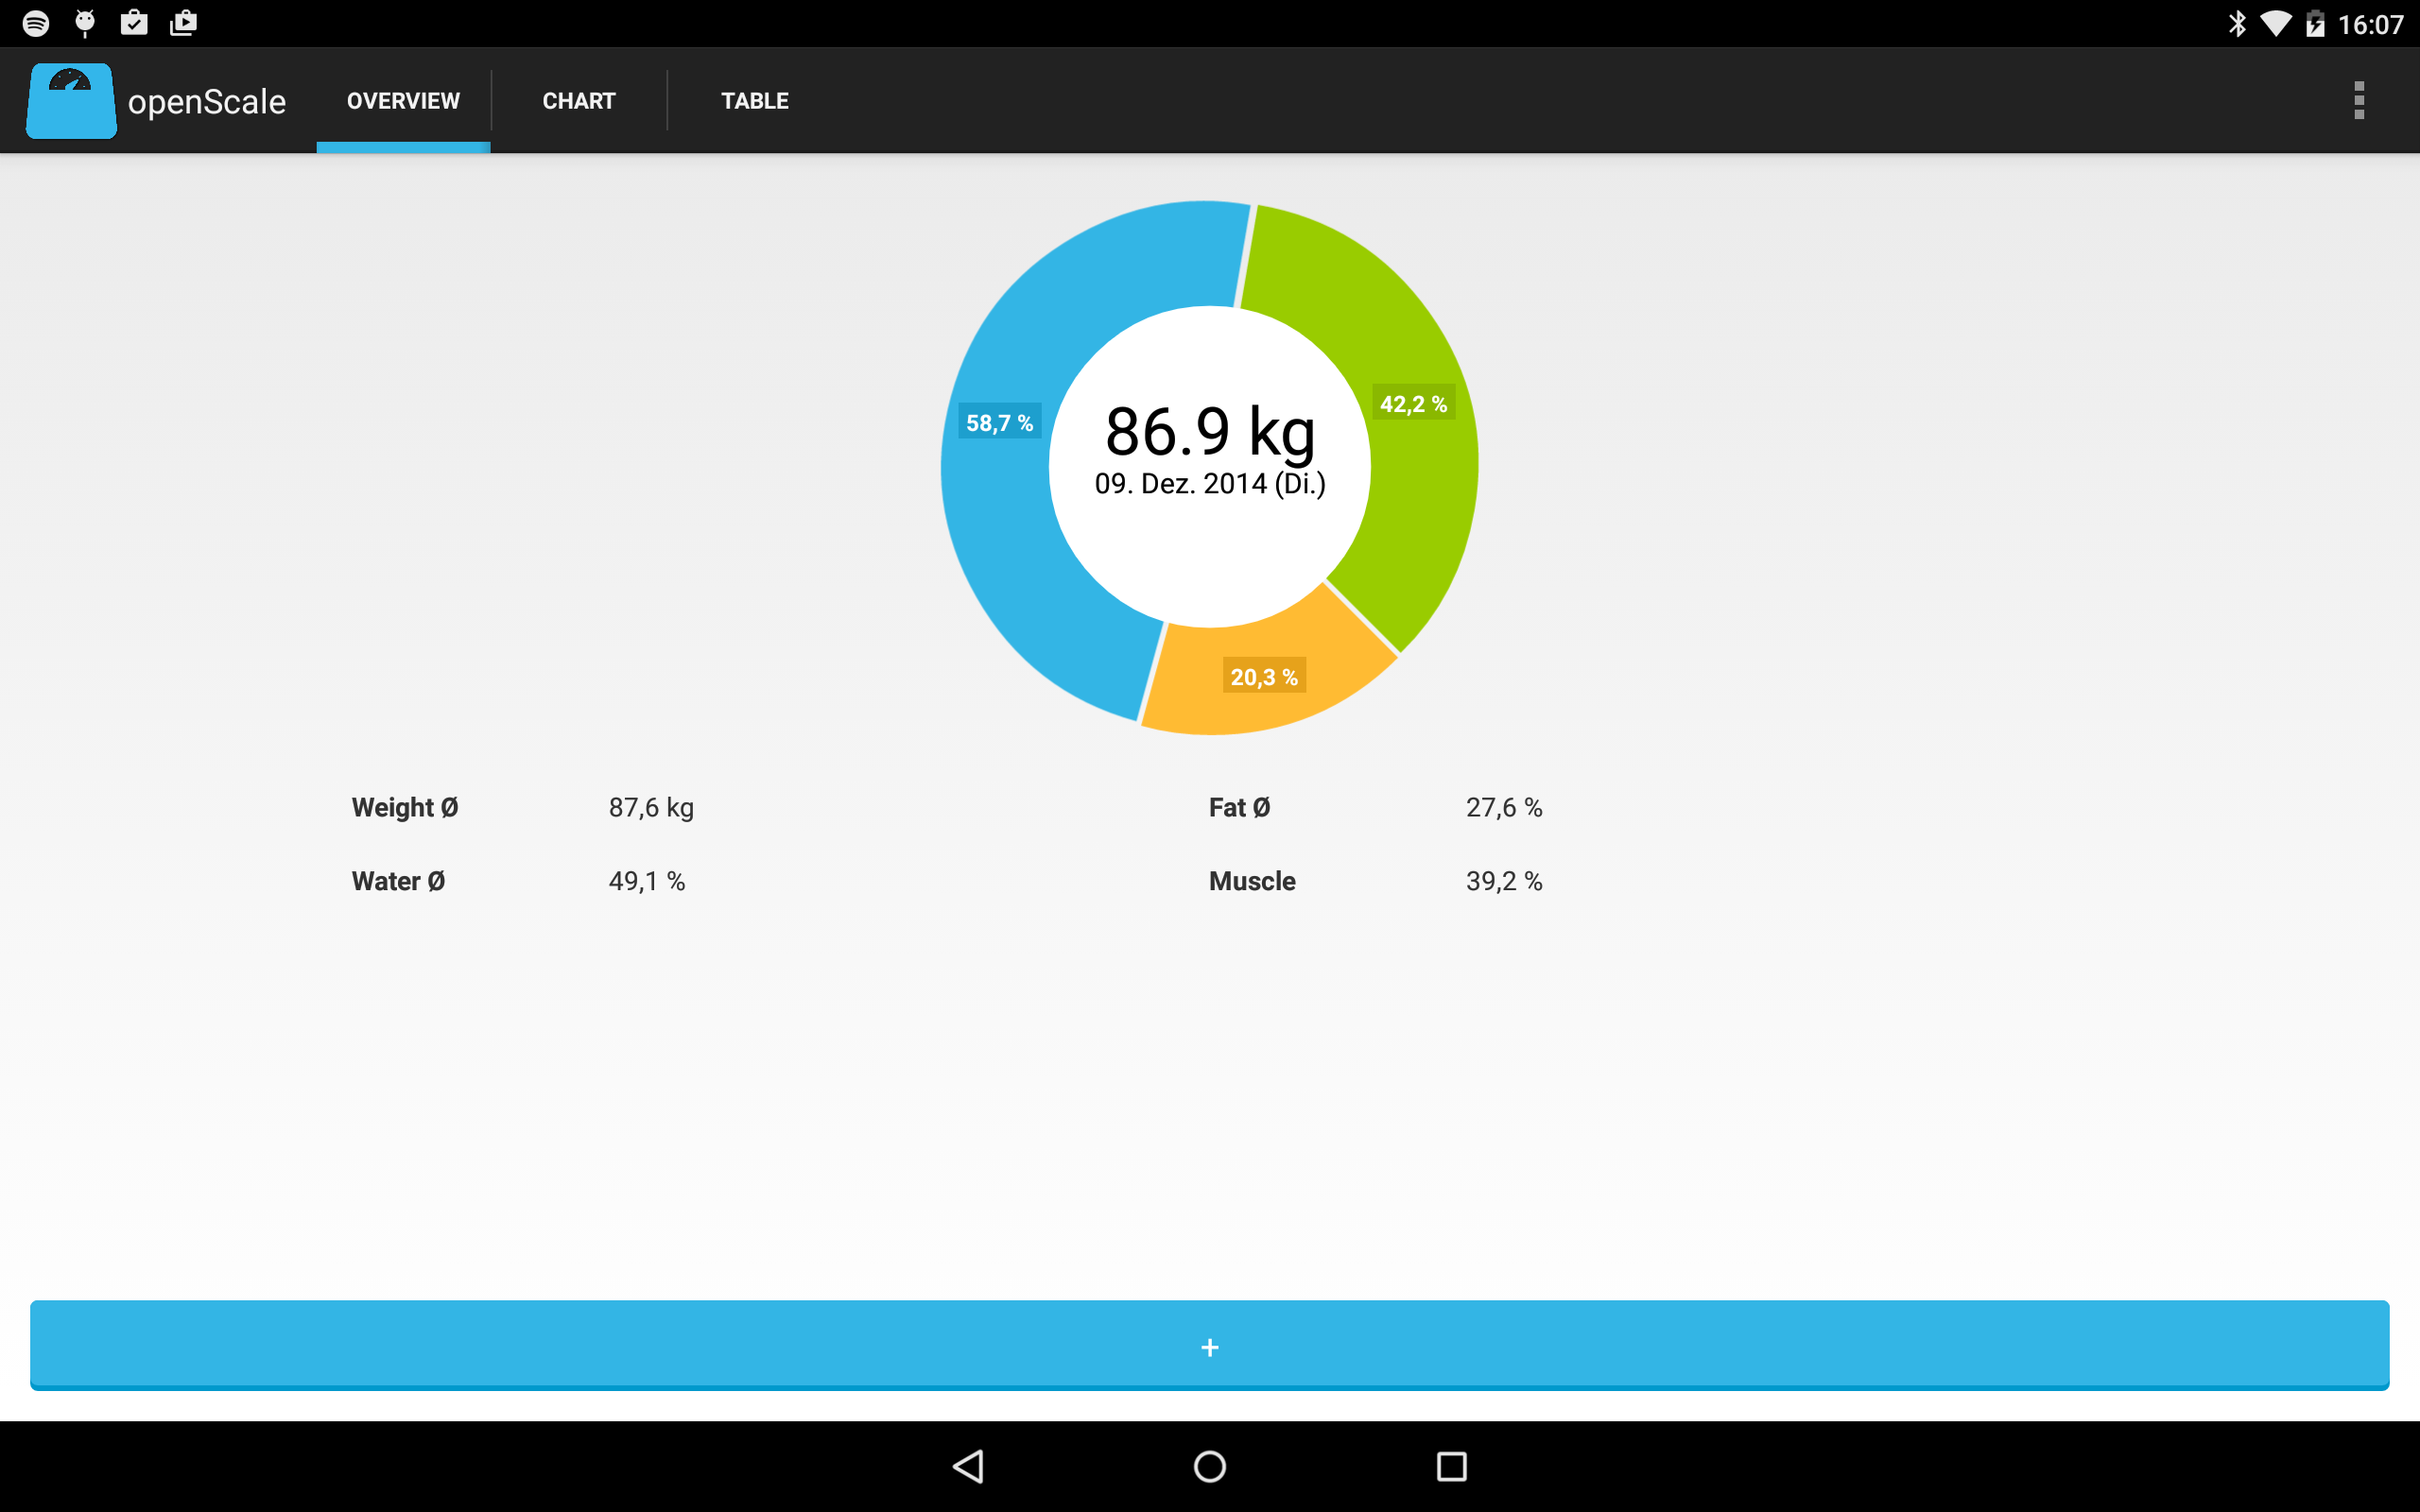 16:07
openScale
OVERVIEW
CHART
TABLE
58,7 %
42,2 %
86.9 kg
09. Dez. 2014 (Di.)
20,3 %
Weight Ø 87,6 kg Fat Ø 27,6 %
Water Ø 49,1 % Muscle 39,2 %
+